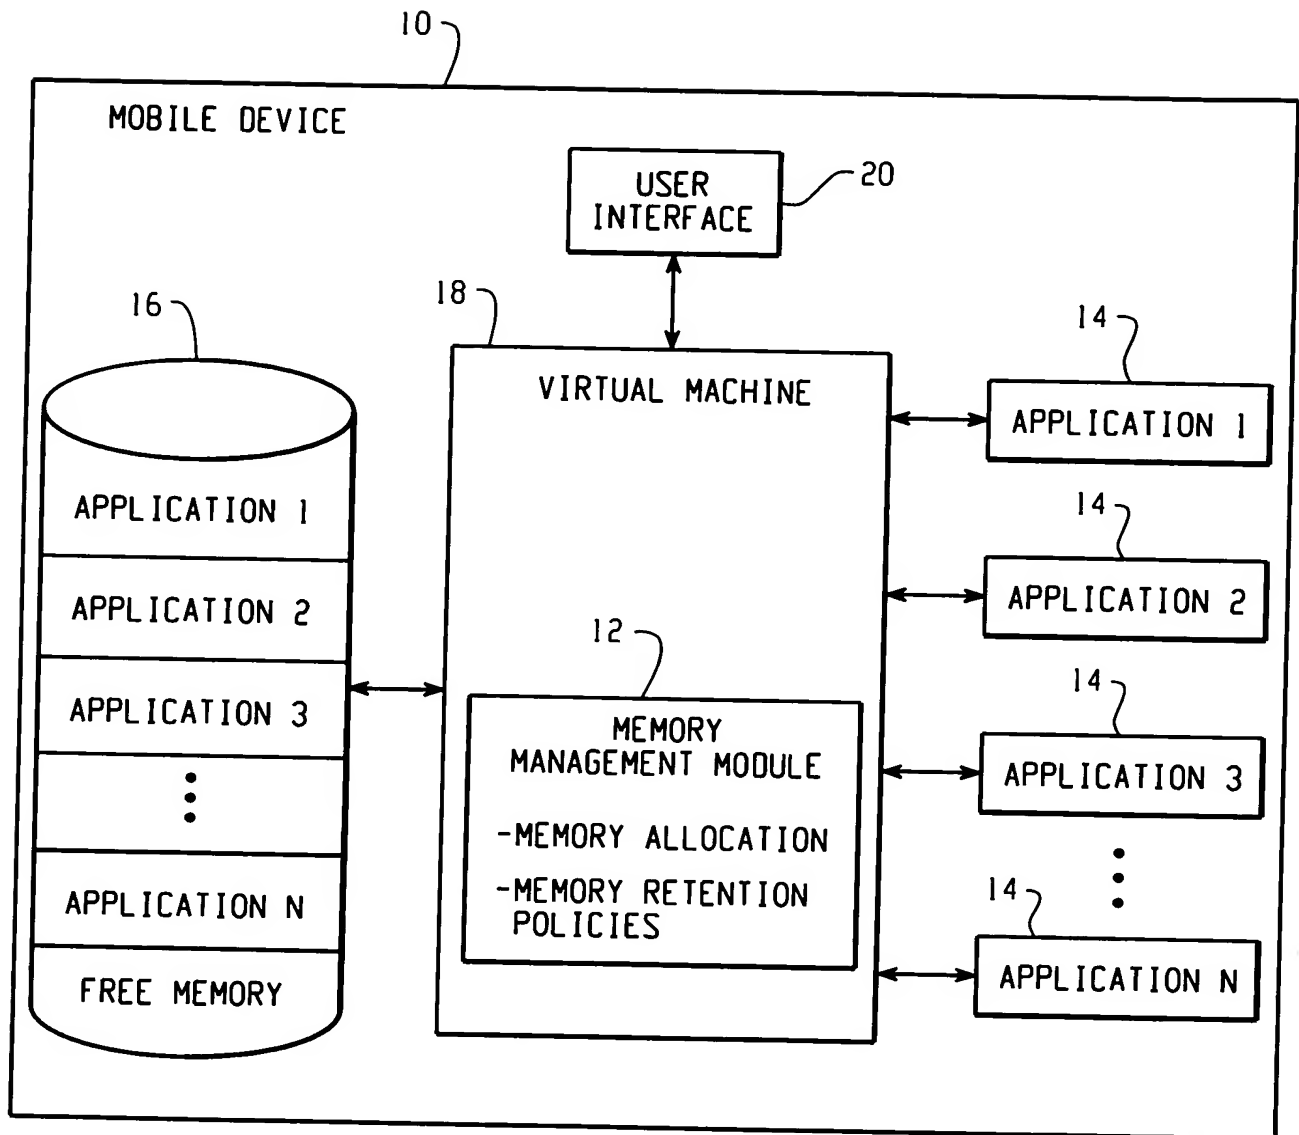 10
MOBILE DEVICE
USER
INTERFACE
20
16
18
14
VIRTUAL MACHINE
APPLICATION 1
APPLICATION 1
14
APPLICATION 2
APPLICATION 2
12
14
APPLICATION 3
MEMORY
MANAGEMENT MODULE
APPLICATION 3
-MEMORY ALLOCATION
-MEMORY RETENTION
POLICIES
14
APPLICATION N
APPLICATION N
FREE MEMORY